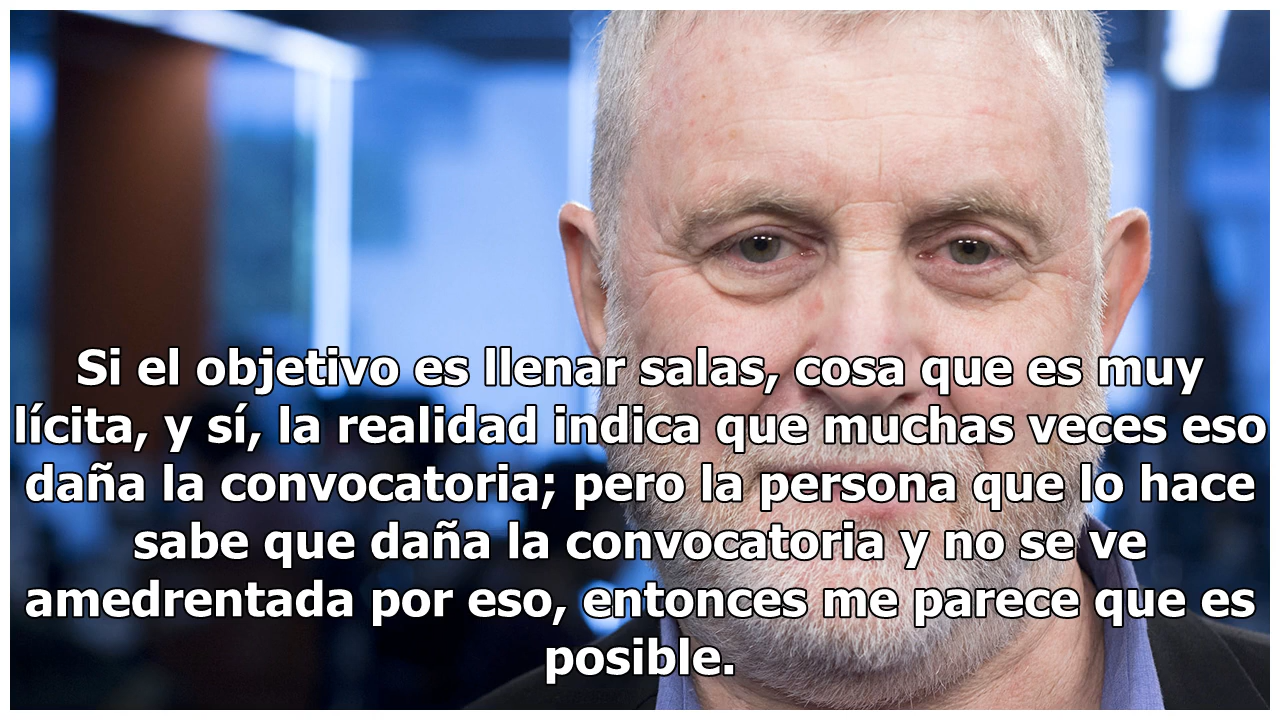 Si el objetivo es llenar salas, cosa que es muy
lícita, y sí, la realidad indica que muchas veces eso
daña la convocatoria; pero la persona que lo hace
sabe que daña la convocatoria y no se ve
amedrentada por eso, entonces me parece que es
posible.